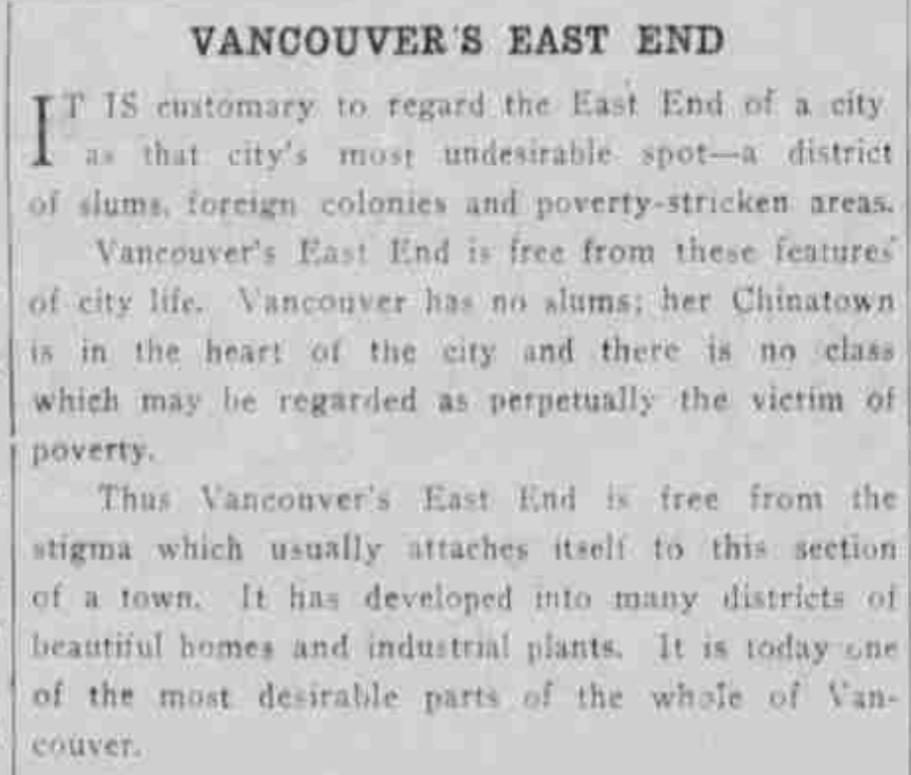 VANCOUVER'S EAST END
IT IS customary to regard the East End of a city
as that city's most undesirable spot—a district
of slums, foreign colonies and poverty-stricken areas.
Vancouver's East End is free from these features
of city life. Vancouver has no slums; her Chinatown
is in the heart of the city and there is no class
which may be regarded as perpetually the victim of
poverty.
Thus Vancouver's East End is free from the
stigma which usually attaches itself to this section
of a town. It has developed into many districts of
beautiful homes and industrial plants. It is today one
of the most desirable parts of the whole of Van-
couver.